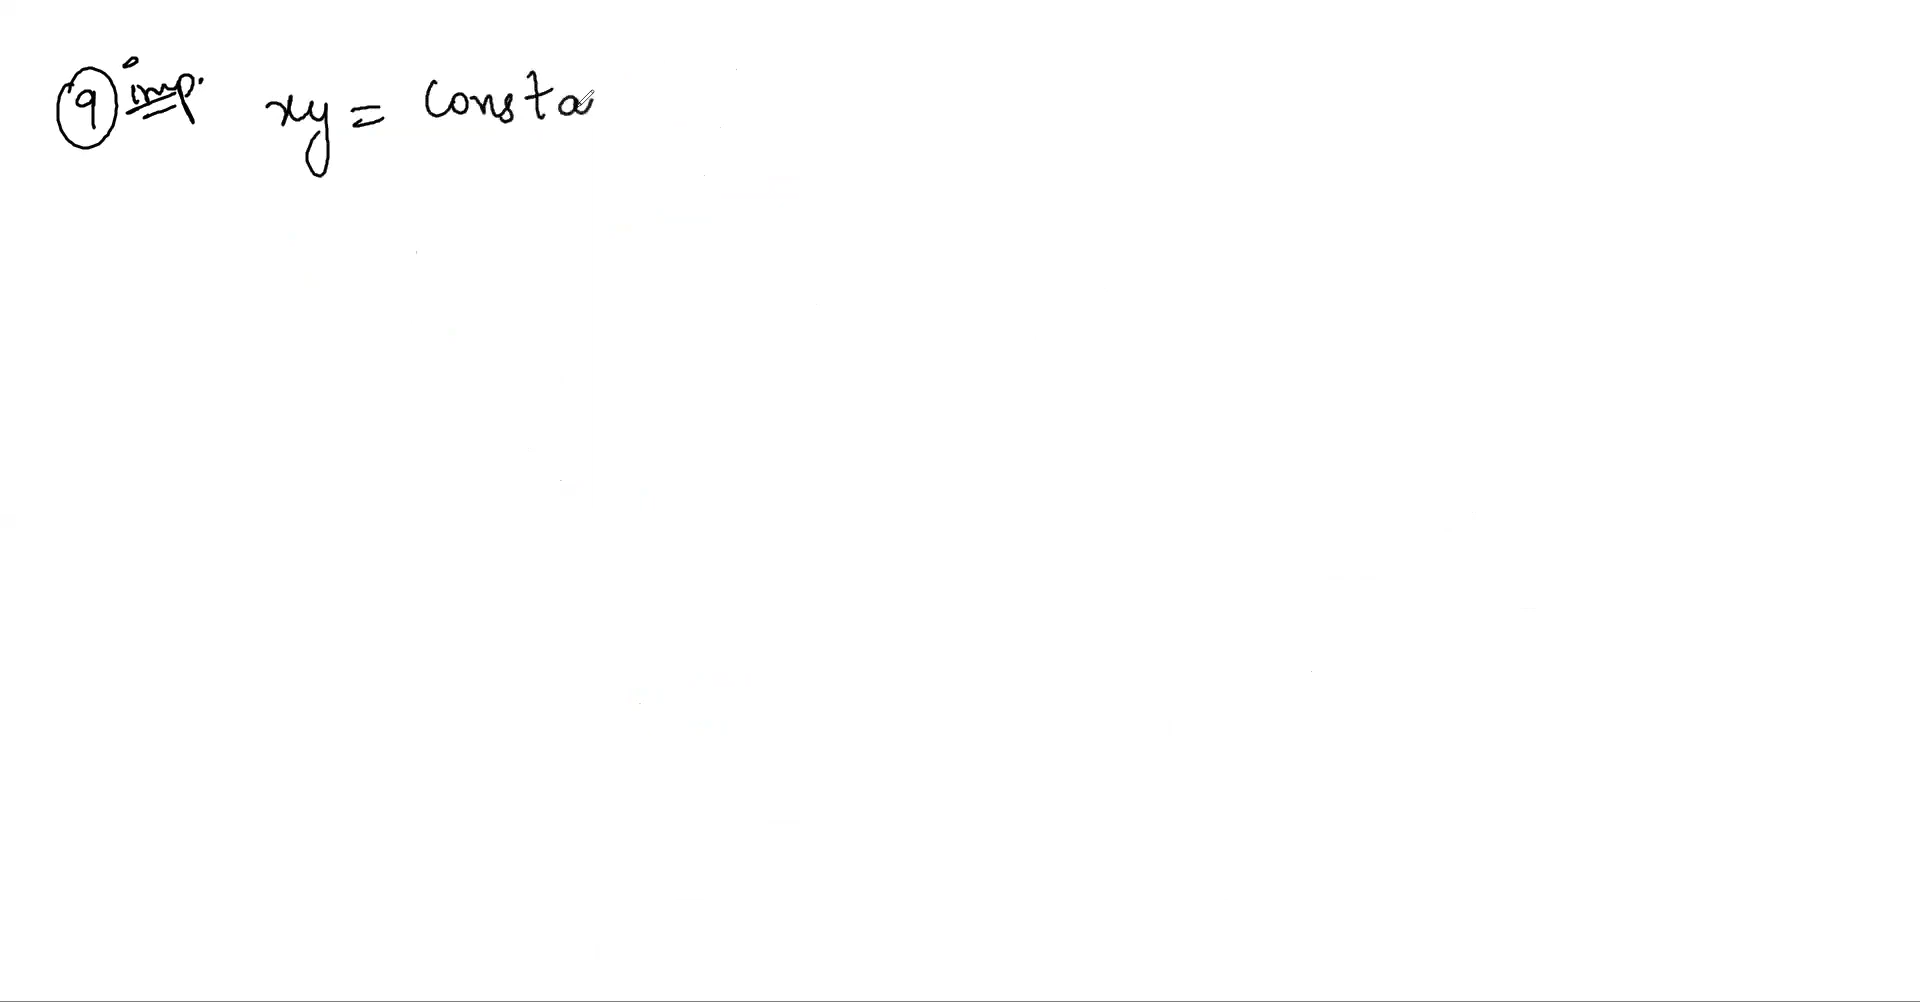 9 imp. xy = consta